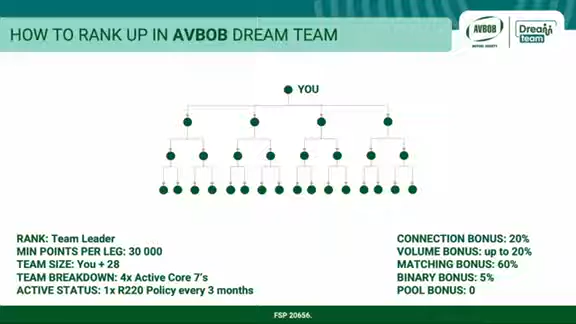 HOW TO RANK UP IN AVBOB DREAM TEAM
AVBOB
MUTUAL SOCIETY
Dream
team
YOU
RANK: Team Leader
MIN POINTS PER LEG: 30 000
TEAM SIZE: You + 28
TEAM BREAKDOWN: 4x Active Core 7’s
ACTIVE STATUS: 1x R220 Policy every 3 months
CONNECTION BONUS: 20%
VOLUME BONUS: up to 20%
MATCHING BONUS: 60%
BINARY BONUS: 5%
POOL BONUS: 0
FSP 20656.